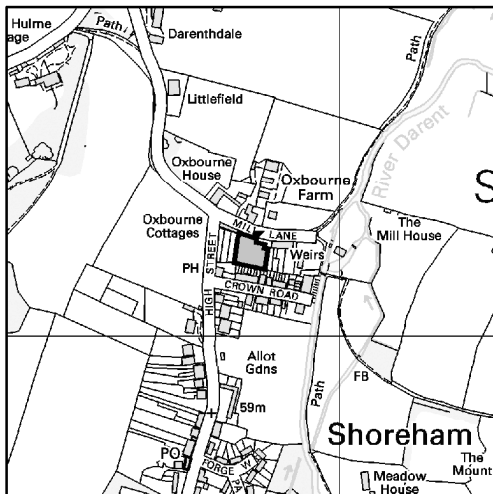 Hulme
age
Path
Darenthdale
Path
Littlefield
River Darent
Oxbourne
House
Oxbourne
Farm
S
Oxbourne
Cottages
MILL LANE
The
Mill House
Weirs
HIGH STREET
PH
CROWN ROAD
Allot
Gdns
Path
FB
59m
Shoreham
PO
FORGE W
PA
The
Mount
Meadow
House